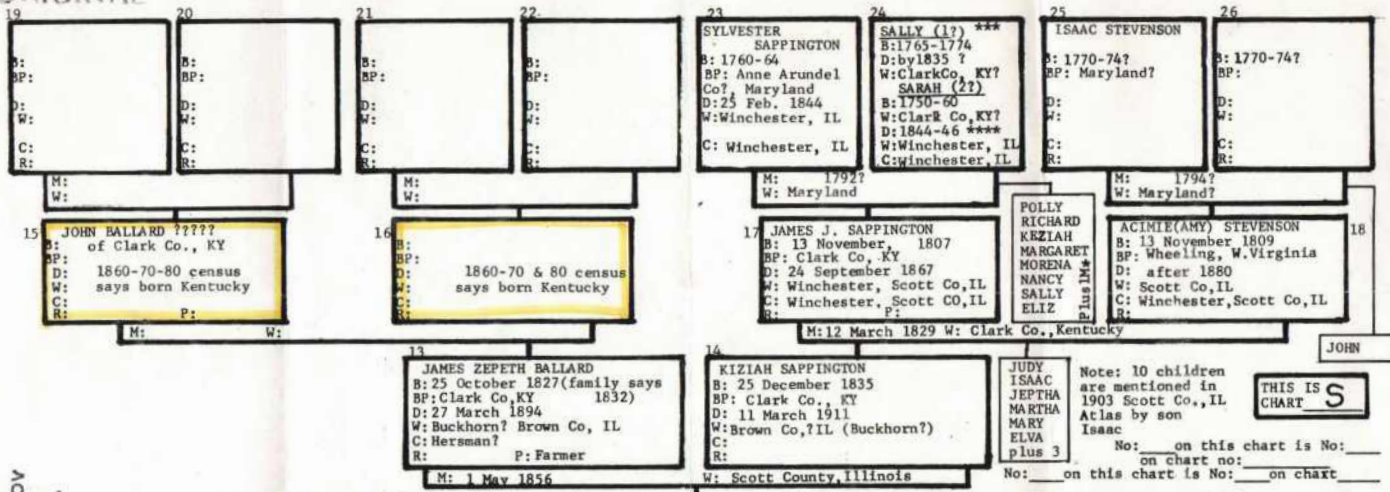 19
B:
BP:
D:
W:
C:
R:
20
B:
BP:
D:
W:
C:
R:
M:
W:
21
B:
BP:
D:
W:
C:
R:
22
B:
BP:
D:
W:
C:
R:
M:
W:
23
SYLVESTER
SAPPINGTON
B: 1760-64
BP: Anne Arundel
Co?, Maryland
D:25 Feb. 1844
W:Winchester, IL
C: Winchester, IL
24
SALLY (1?) ***
B:1765-1774
D:by1835 ?
W:ClarkCo, KY?
SARAH (2?)
B:1750-60
W:Clark Co,KY?
D:1844-46 ****
W:Winchester, IL
C:Winchester,IL
M: 1792?
W: Maryland
25
ISAAC STEVENSON
B: 1770-74?
BP: Maryland?
D:
W:
C:
R:
26
B: 1770-74?
BP:
D:
W:
C:
R:
M: 1794?
W: Maryland?
15
JOHN BALLARD ?????
B: of Clark Co., KY
BP:
D: 1860-70-80 census
W: says born Kentucky
C:
R: P:
16
B:
BP:
D: 1860-70 & 80 census
W: says born Kentucky
C:
R:
M: W:
17
JAMES J. SAPPINGTON
B: 13 November, 1807
BP: Clark Co, KY
D: 24 September 1867
W: Winchester, Scott Co,IL
C: Winchester, Scott Co,IL
R: P:
POLLY
RICHARD
KEZIAH
MARGARET
MORENA
NANCY
SALLY
ELIZ
Plus1M*
18
ACIMIE(AMY) STEVENSON
B: 13 November 1809
BP: Wheeling, W.Virginia
D: after 1880
W: Scott Co,IL
C: Winchester,Scott Co,IL
R:
M:12 March 1829 W: Clark Co.,Kentucky
JOHN
13
JAMES ZEPETH BALLARD
B:25 October 1827(family says
BP:Clark Co,KY 1832)
D:27 March 1894
W:Buckhorn? Brown Co, IL
C:Hersman?
R: P:Farmer
14
KIZIAH SAPPINGTON
B: 25 December 1835
BP: Clark Co., KY
D: 11 March 1911
W:Brown Co,?IL (Buckhorn?)
C:
R:
M: 1 May 1856 W: Scott County,Illinois
JUDY
ISAAC
JEPTHA
MARTHA
MARY
ELVA
plus 3
Note: 10 children
are mentioned in
1903 Scott Co.,IL
Atlas by son
Isaac
THIS IS
CHART S
No:____on this chart is No:____
on chart no:____
No:____on this chart is No:____on chart____